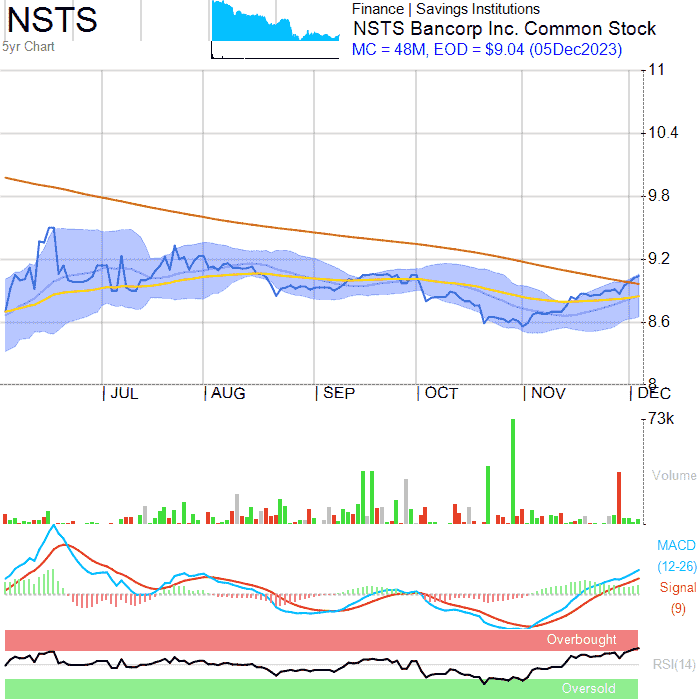 NSTS
5yr Chart
Finance | Savings Institutions
NSTS Bancorp Inc. Common Stock
MC = 48M, EOD = $9.04 (05Dec2023)
11
10.4
9.8
9.2
8.6
8
JUL AUG SEP OCT NOV DEC
73k
Volume
MACD
(12-26)
Signal
(9)
Overbought
RSI(14)
Oversold